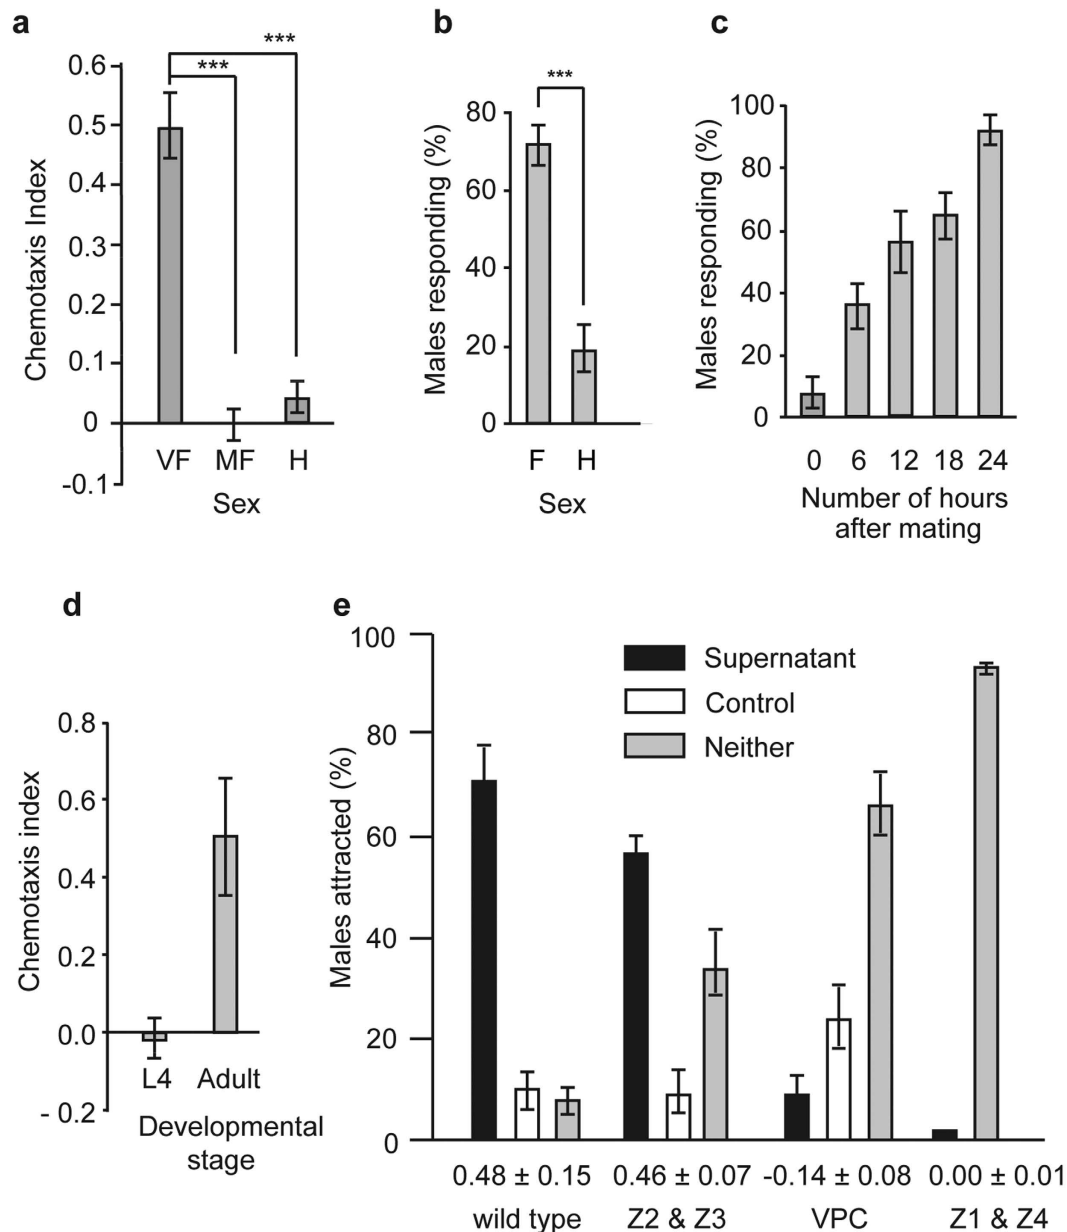 a
Chemotaxis Index
0.6
0.5
0.4
0.3
0.2
0.1
0
-0.1
***
***
VF MF H
Sex
b
Males responding (%)
80
60
40
20
0
***
F H
Sex
c
Males responding (%)
100
80
60
40
20
0
0 6 12 18 24
Number of hours
after mating
d
Chemotaxis index
0.8
0.6
0.4
0.2
0.0
- 0.2
L4 Adult
Developmental
stage
e
Males attracted (%)
100
80
60
40
20
0
Supernatant
Control
Neither
0.48 ± 0.15 0.46 ± 0.07 -0.14 ± 0.08 0.00 ± 0.01
wild type Z2 & Z3 VPC Z1 & Z4